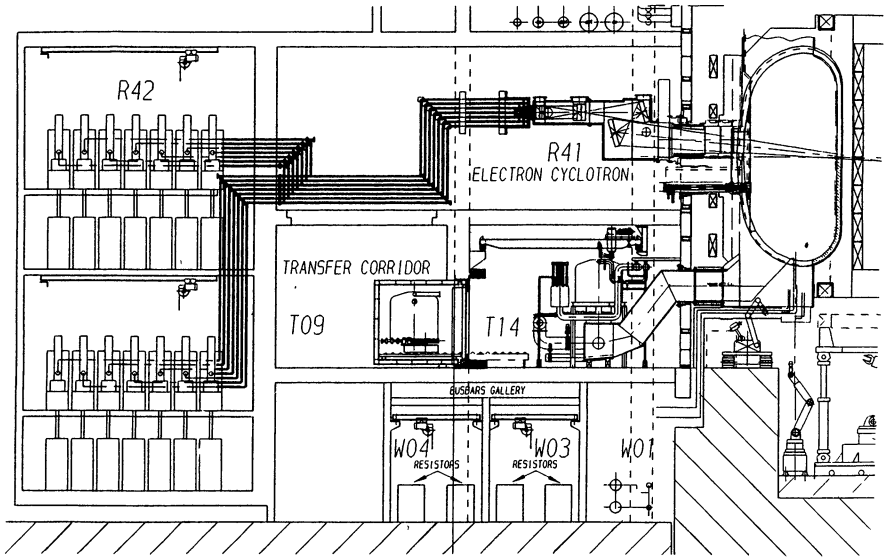 R42
R41
ELECTRON CYCLOTRON
TRANSFER CORRIDOR
T09
T14
BUSBARS GALLERY
W04
W03
W01
RESISTORS
RESISTORS